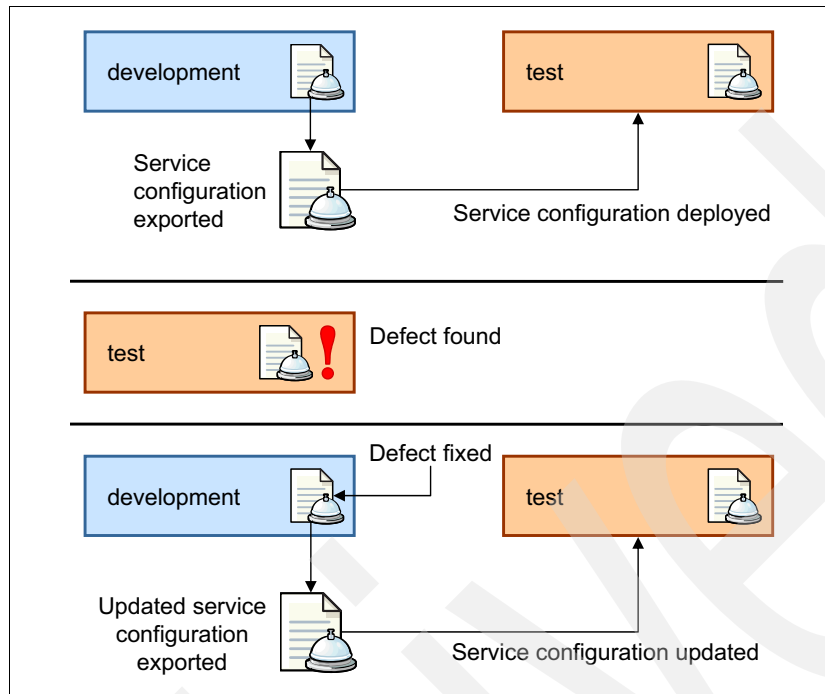 development
test
Service
configuration
exported
Service configuration deployed
test
Defect found
Defect fixed
development
test
Updated service
configuration
exported
Service configuration updated